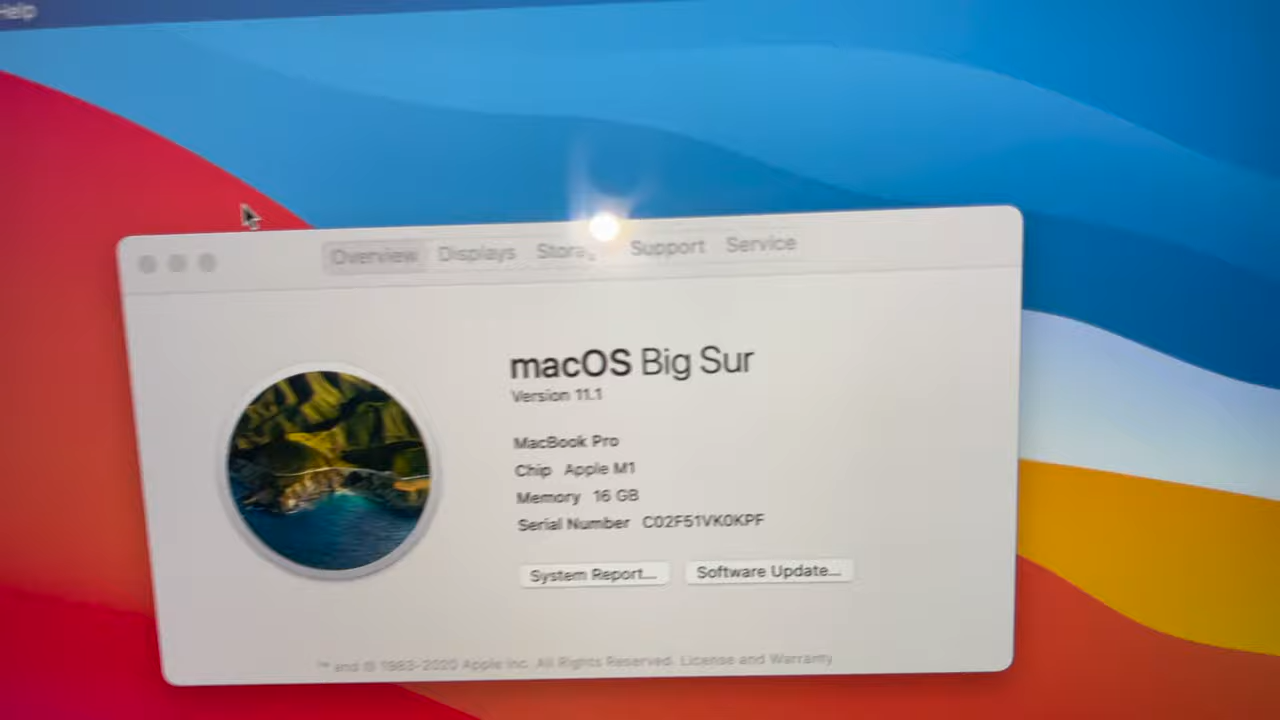 Help
Overview Displays Support Service
macOS Big Sur
Version 11.1
MacBook Pro
Chip Apple M1
Memory 16 GB
Serial Number C02F51VK0KPF
System Report... Software Update...
™ and © 1983-2020 Apple Inc. All Rights Reserved. License and Warranty